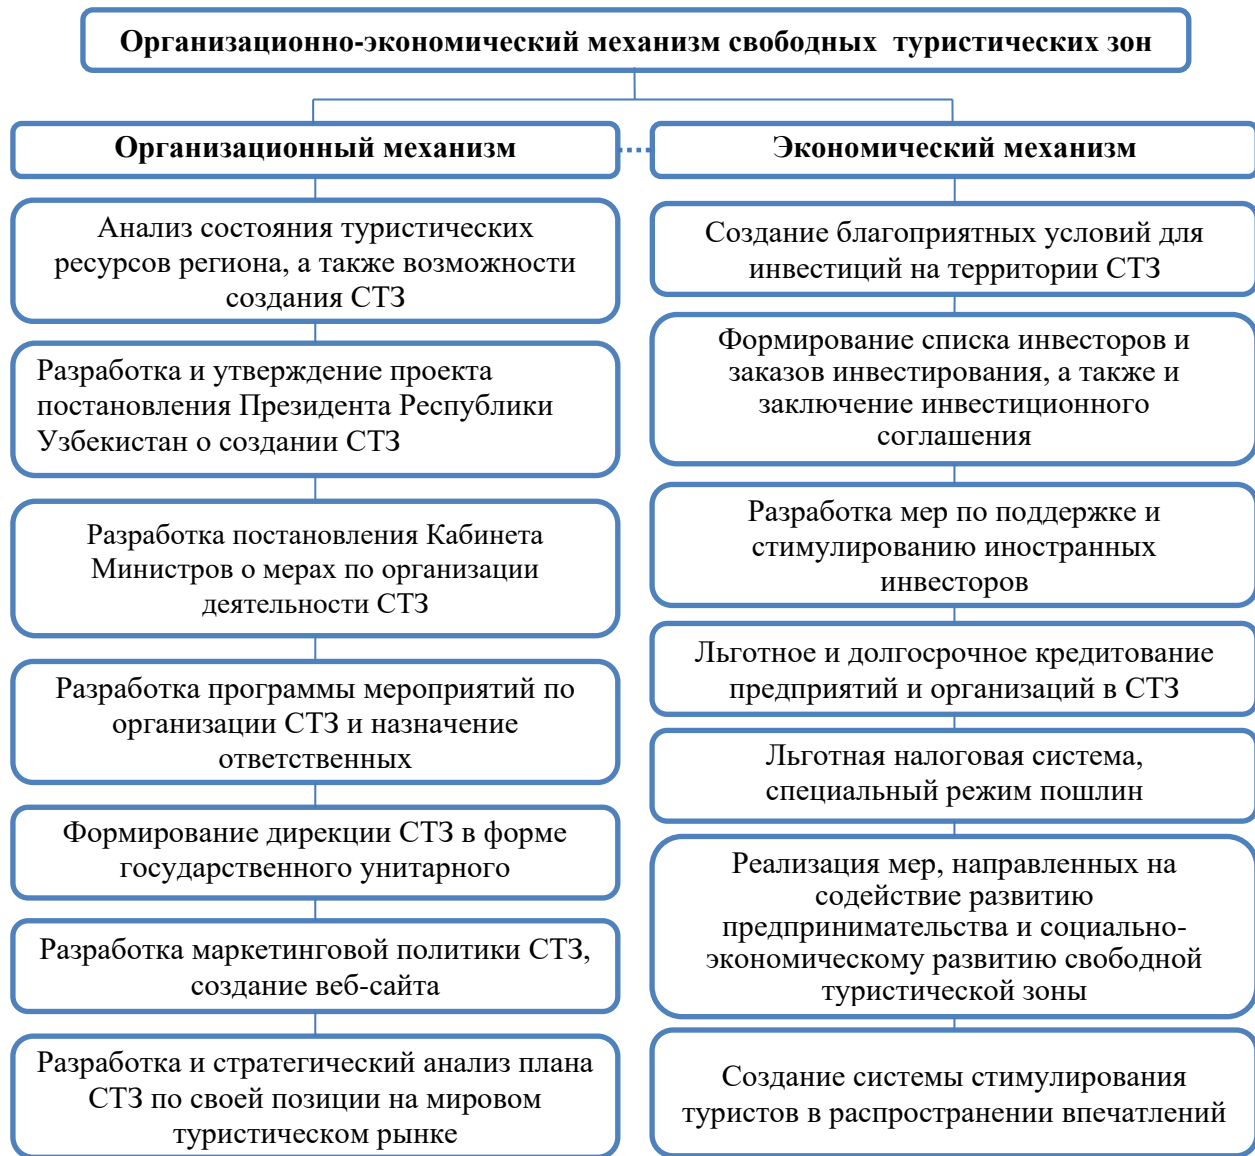 Организационно-экономический механизм свободных туристических зон
Организационный механизм
Анализ состояния туристических
ресурсов региона, а также возможности
создания СТЗ
Разработка и утверждение проекта
постановления Президента Республики
Узбекистан о создании СТЗ
Разработка постановления Кабинета
Министров о мерах по организации
деятельности СТЗ
Разработка программы мероприятий по
организации СТЗ и назначение
ответственных
Формирование дирекции СТЗ в форме
государственного унитарного
Разработка маркетинговой политики СТЗ,
создание веб-сайта
Разработка и стратегический анализ плана
СТЗ по своей позиции на мировом
туристическом рынке
Экономический механизм
Создание благоприятных условий для
инвестиций на территории СТЗ
Формирование списка инвесторов и
заказов инвестирования, а также и
заключение инвестиционного
соглашения
Разработка мер по поддержке и
стимулированию иностранных
инвесторов
Льготное и долгосрочное кредитование
предприятий и организаций в СТЗ
Льготная налоговая система,
специальный режим пошлин
Реализация мер, направленных на
содействие развитию
предпринимательства и социально-
экономическому развитию свободной
туристической зоны
Создание системы стимулирования
туристов в распространении впечатлений